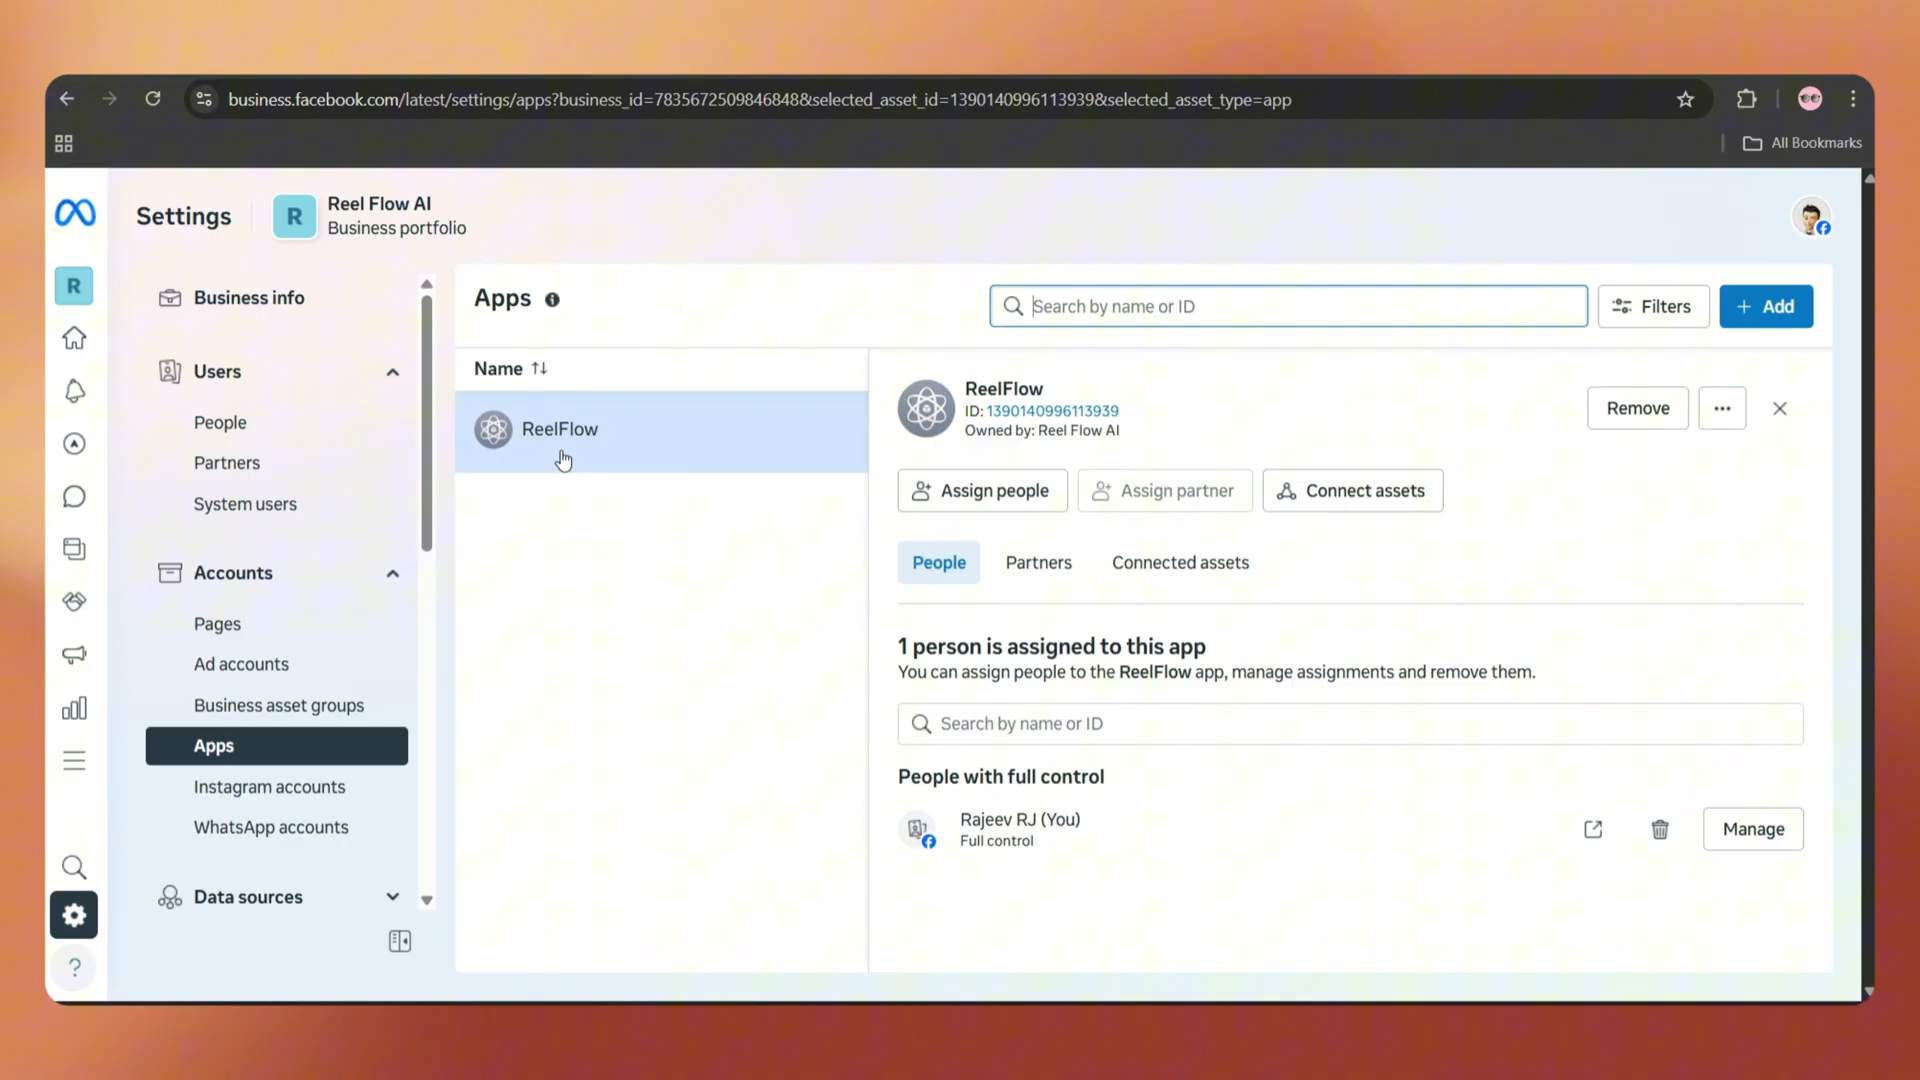 business.facebook.com/latest/settings/apps?business_id=783567250984684&selected_asset_id=1390140996113939&selected_asset_type=app
All Bookmarks
Settings
R
Reel Flow AI
Business portfolio
R
Business info
Users
People
Partners
System users
Accounts
Pages
Ad accounts
Business asset groups
Apps
Instagram accounts
WhatsApp accounts
Data sources
?
Apps
Search by name or ID
Filters
+ Add
Name
ReelFlow
ReelFlow
ID: 1390140996113939
Owned by: Reel Flow AI
Remove
Assign people
Assign partner
Connect assets
People
Partners
Connected assets
1 person is assigned to this app
You can assign people to the ReelFlow app, manage assignments and remove them.
Search by name or ID
People with full control
Rajeev RJ (You)
Full control
Manage